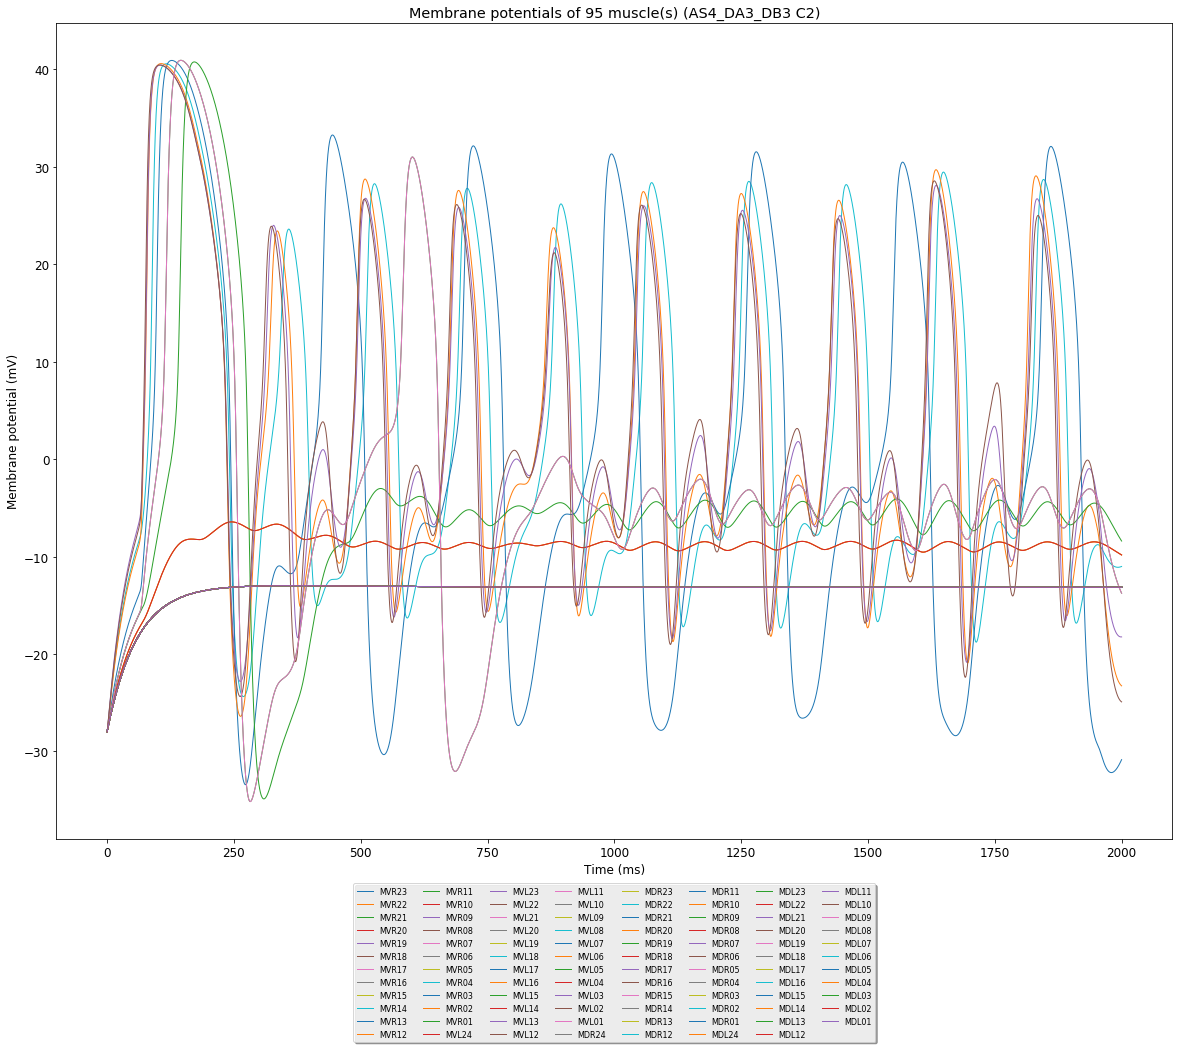 Membrane potentials of 95 muscle(s) (AS4_DA3_DB3 C2)
Membrane potential (mV)
40
30
20
10
0
−10
−20
−30
0 250 500 750 1000 1250 1500 1750 2000
Time (ms)
MVR23 MVR11 MVL23 MVL11 MDR23 MDR11 MDL23 MDL11
MVR22 MVR10 MVL22 MVL10 MDR22 MDR10 MDL22 MDL10
MVR21 MVR09 MVL21 MVL09 MDR21 MDR09 MDL21 MDL09
MVR20 MVR08 MVL20 MVL08 MDR20 MDR08 MDL20 MDL08
MVR19 MVR07 MVL19 MVL07 MDR19 MDR07 MDL19 MDL07
MVR18 MVR06 MVL18 MVL06 MDR18 MDR06 MDL18 MDL06
MVR17 MVR05 MVL17 MVL05 MDR17 MDR05 MDL17 MDL05
MVR16 MVR04 MVL16 MVL04 MDR16 MDR04 MDL16 MDL04
MVR15 MVR03 MVL15 MVL03 MDR15 MDR03 MDL15 MDL03
MVR14 MVR02 MVL14 MVL02 MDR14 MDR02 MDL14 MDL02
MVR13 MVR01 MVL13 MVL01 MDR13 MDR01 MDL13 MDL01
MVR12 MVL24 MVL12 MDR24 MDR12 MDL24 MDL12